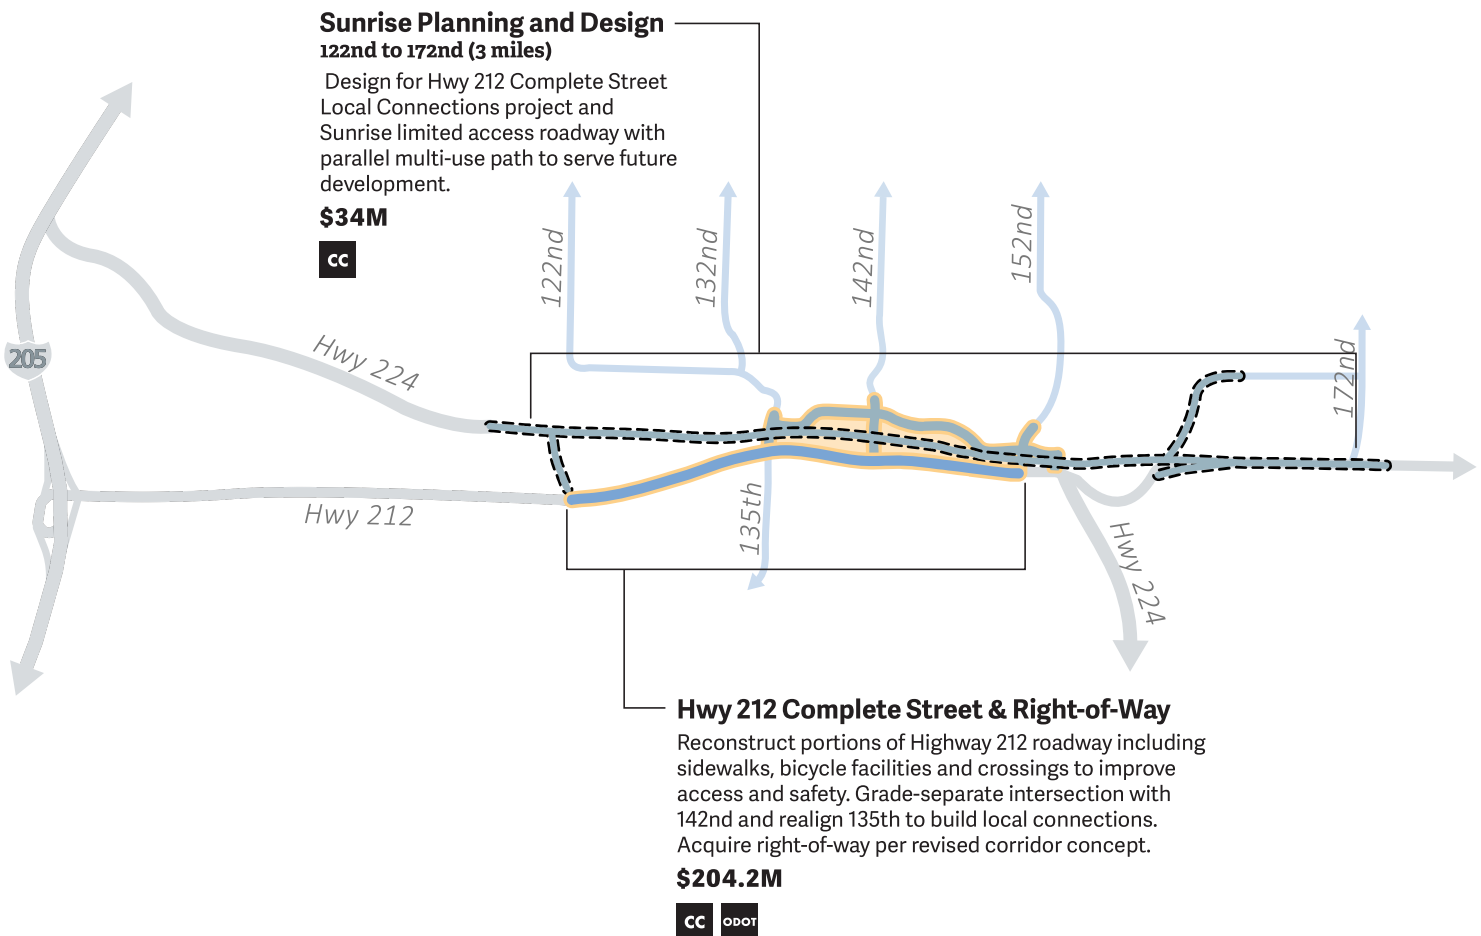 Sunrise Planning and Design
122nd to 172nd (3 miles)
Design for Hwy 212 Complete Street
Local Connections project and
Sunrise limited access roadway with
parallel multi-use path to serve future
development.
$34M
CC
122nd
132nd
142nd
152nd
172nd
205
Hwy 224
Hwy 212
135th
Hwy 224
Hwy 212 Complete Street & Right-of-Way
Reconstruct portions of Highway 212 roadway including
sidewalks, bicycle facilities and crossings to improve
access and safety. Grade-separate intersection with
142nd and realign 135th to build local connections.
Acquire right-of-way per revised corridor concept.
$204.2M
CC ODOT